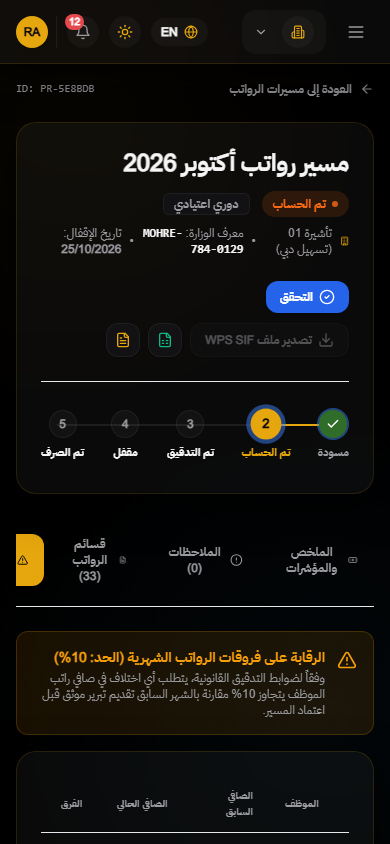 EN
12
RA
العودة إلى مسيرات الرواتب
ID: PR-5E8BDB
مسير رواتب أكتوبر 2026
تم الحساب
دوري اعتيادي
تأشيرة 01
(تسهيل دبي)
•
معرف الوزارة: MOHRE-
784-0129
•
تاريخ الإقفال:
25/10/2026
التحقق
تصدير ملف WPS SIF
2
3
4
5
مسودة
تم الحساب
تم التدقيق
مقفل
تم الصرف
الملخص
والمؤشرات
الملاحظات
(0)
قسائم
الرواتب
(33)
الرقابة على فروقات الرواتب الشهرية (الحد: 10%)
وفقاً لضوابط التدقيق القانونية، يتطلب أي اختلاف في صافي راتب
الموظف يتجاوز 10% مقارنة بالشهر السابق تقديم تبرير موثق قبل
اعتماد المسير.
الموظف
الصافي
السابق
الصافي الحالي
الفرق